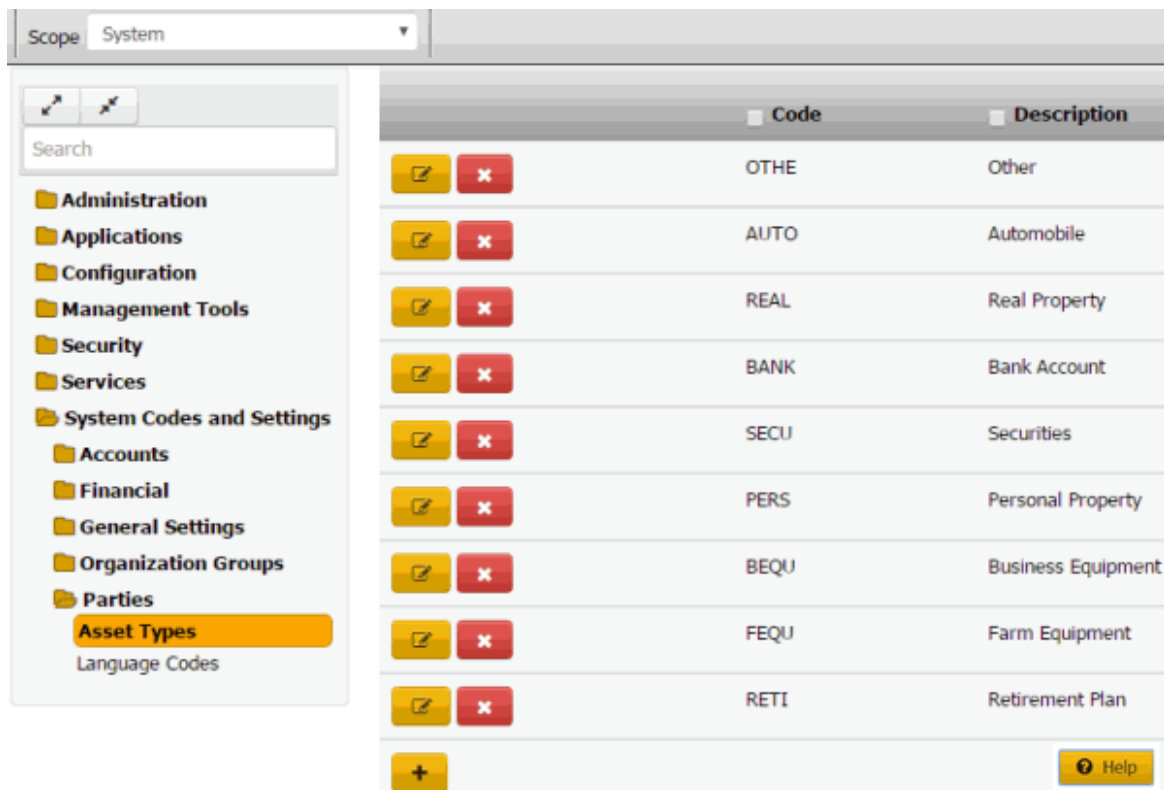 Scope System
Search
Administration
Applications
Configuration
Management Tools
Security
Services
System Codes and Settings
Accounts
Financial
General Settings
Organization Groups
Parties
Asset Types
Language Codes
Code Description
OTHE Other
AUTO Automobile
REAL Real Property
BANK Bank Account
SECU Securities
PERS Personal Property
BEQU Business Equipment
FEQU Farm Equipment
RETI Retirement Plan
Help